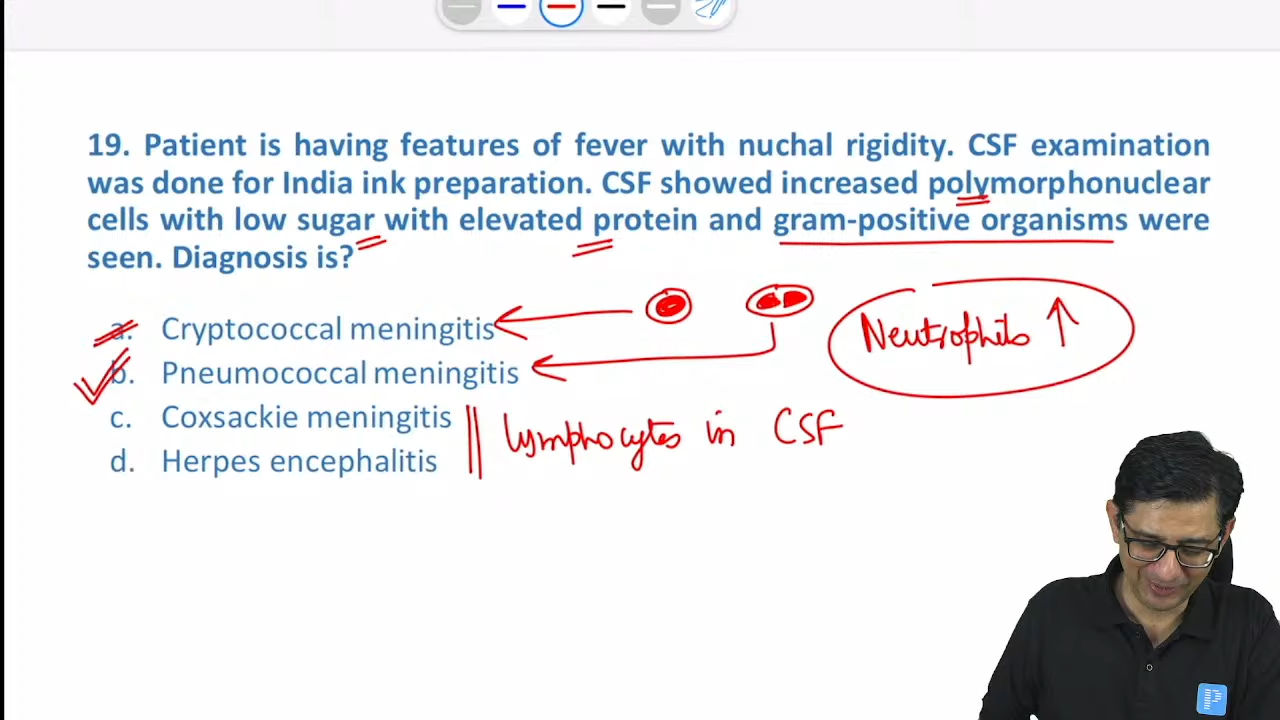 19. Patient is having features of fever with nuchal rigidity. CSF examination
was done for India ink preparation. CSF showed increased polymorphonuclear
cells with low sugar with elevated protein and gram-positive organisms were
seen. Diagnosis is?
a. Cryptococcal meningitis
Neutrophils ↑
b. Pneumococcal meningitis
c. Coxsackie meningitis
lymphocytes in CSF
d. Herpes encephalitis